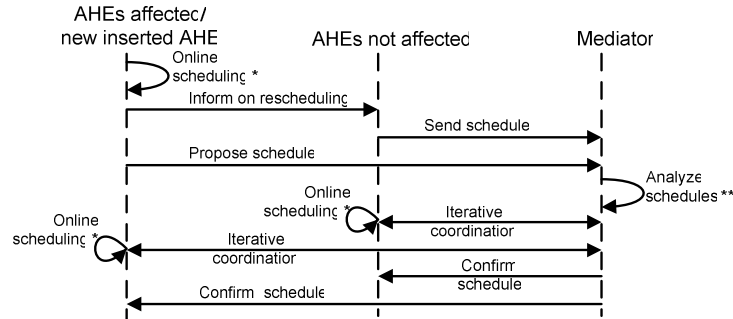 AHEs affected/
new inserted AHE
AHEs not affected
Mediator
Online
scheduling *
Inform on rescheduling
Send schedule
Propose schedule
Analyze
schedules **
Online
scheduling *
Iterative
coordination
Online
scheduling *
Iterative
coordination
Confirm
schedule
Confirm schedule